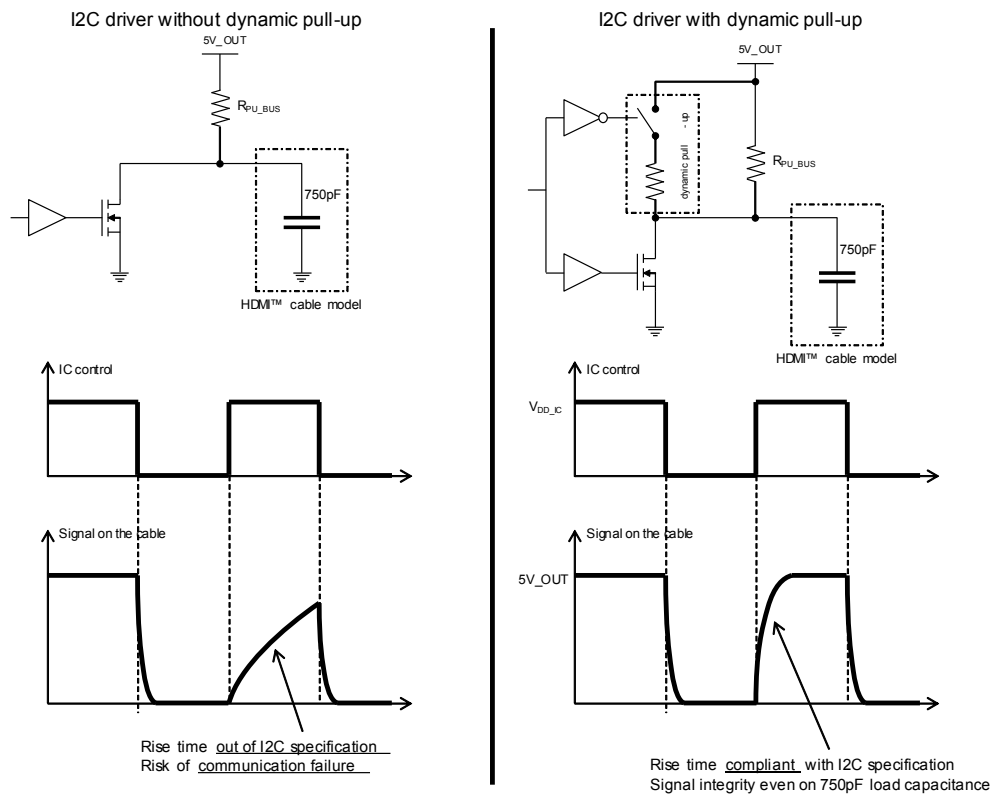 I2C driver without dynamic pull-up
5V_OUT
RPU_BUS
750pF
HDMI™ cable model
IC control
Signal on the cable
Rise time out of I2C specification
Risk of communication failure
I2C driver with dynamic pull-up
5V_OUT
dynamic pull - up
RPU_BUS
750pF
HDMI™ cable model
IC control
VDD_IC
Signal on the cable
5V_OUT
Rise time compliant with I2C specification
Signal integrity even on 750pF load capacitance